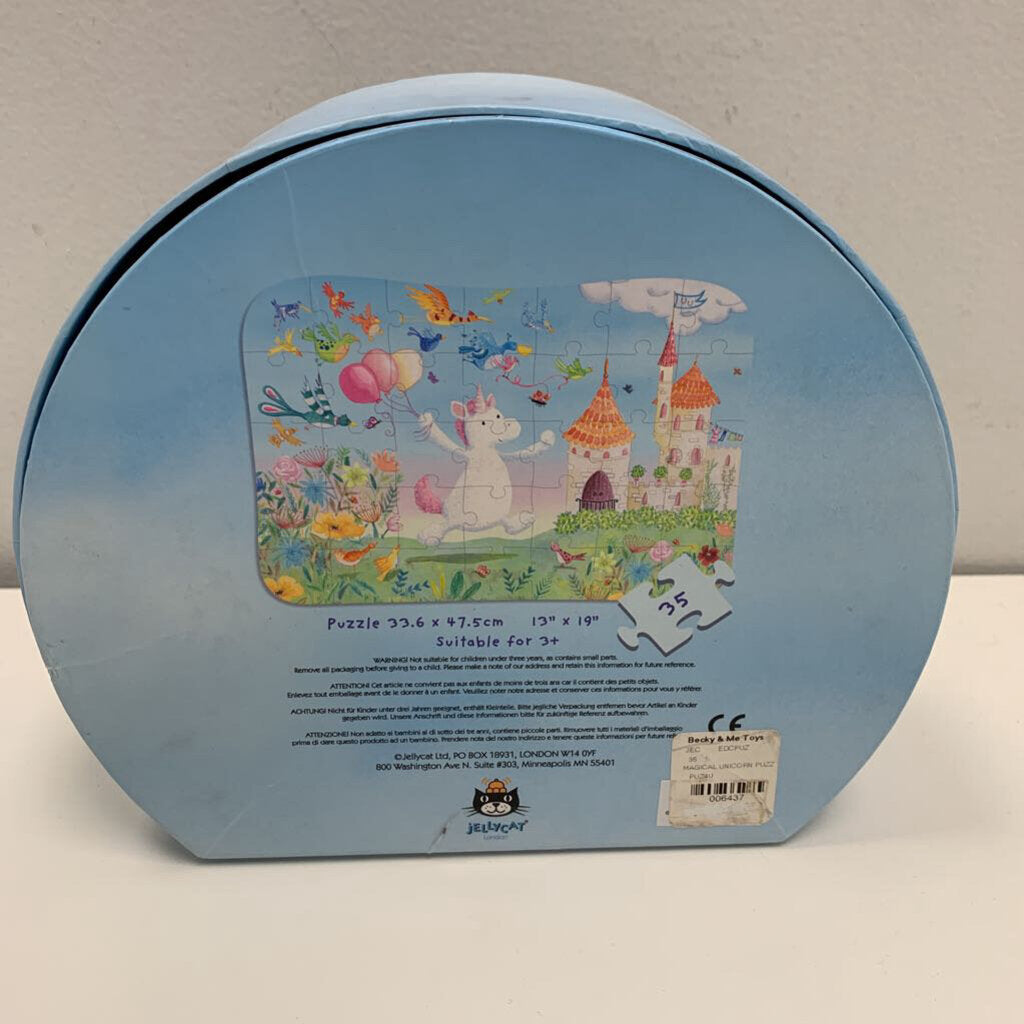 35
Puzzle 33.6 x 47.5cm 13" x 19"
Suitable for 3+
WARNING! Not suitable for children under three years, as contains small parts.
Remove all packaging before giving to a child. Please make a note of our address and retain this information for future reference.
ATTENTION! Cet article ne convient pas aux enfants de moins de trois ans car il contient des petits objets.
Enlevez tout emballage avant de le donner à un enfant. Veuillez noter notre adresse et conserver ces informations pour vous y référer.
ACHTUNG! Nicht für Kinder unter drei Jahren geeignet, enthält Kleinteile. Bitte jegliche Verpackung entfernen bevor Artikel an Kinder
gegeben wird. Unsere Anschrift und diese Informationen bitte für zukünftige Referenz aufbewahren.
ATTENZIONE! Non adatto ai bambini al di sotto dei tre anni, contiene piccole parti. Rimuovere tutti i materiali d'imballaggio
prima di dare questo prodotto ad un bambino. Prendere nota del nostro indirizzo e tenere queste informazioni per future
CE
©Jellycat Ltd, PO BOX 18931, LONDON W14 0YF
800 Washington Ave N. Suite #303, Minneapolis MN 55401
JELLYCAT
London
Becky & Me Toys
JEC EDCPUZ
MAGICAL UNICORN PUZZ
PUZ4U
006437